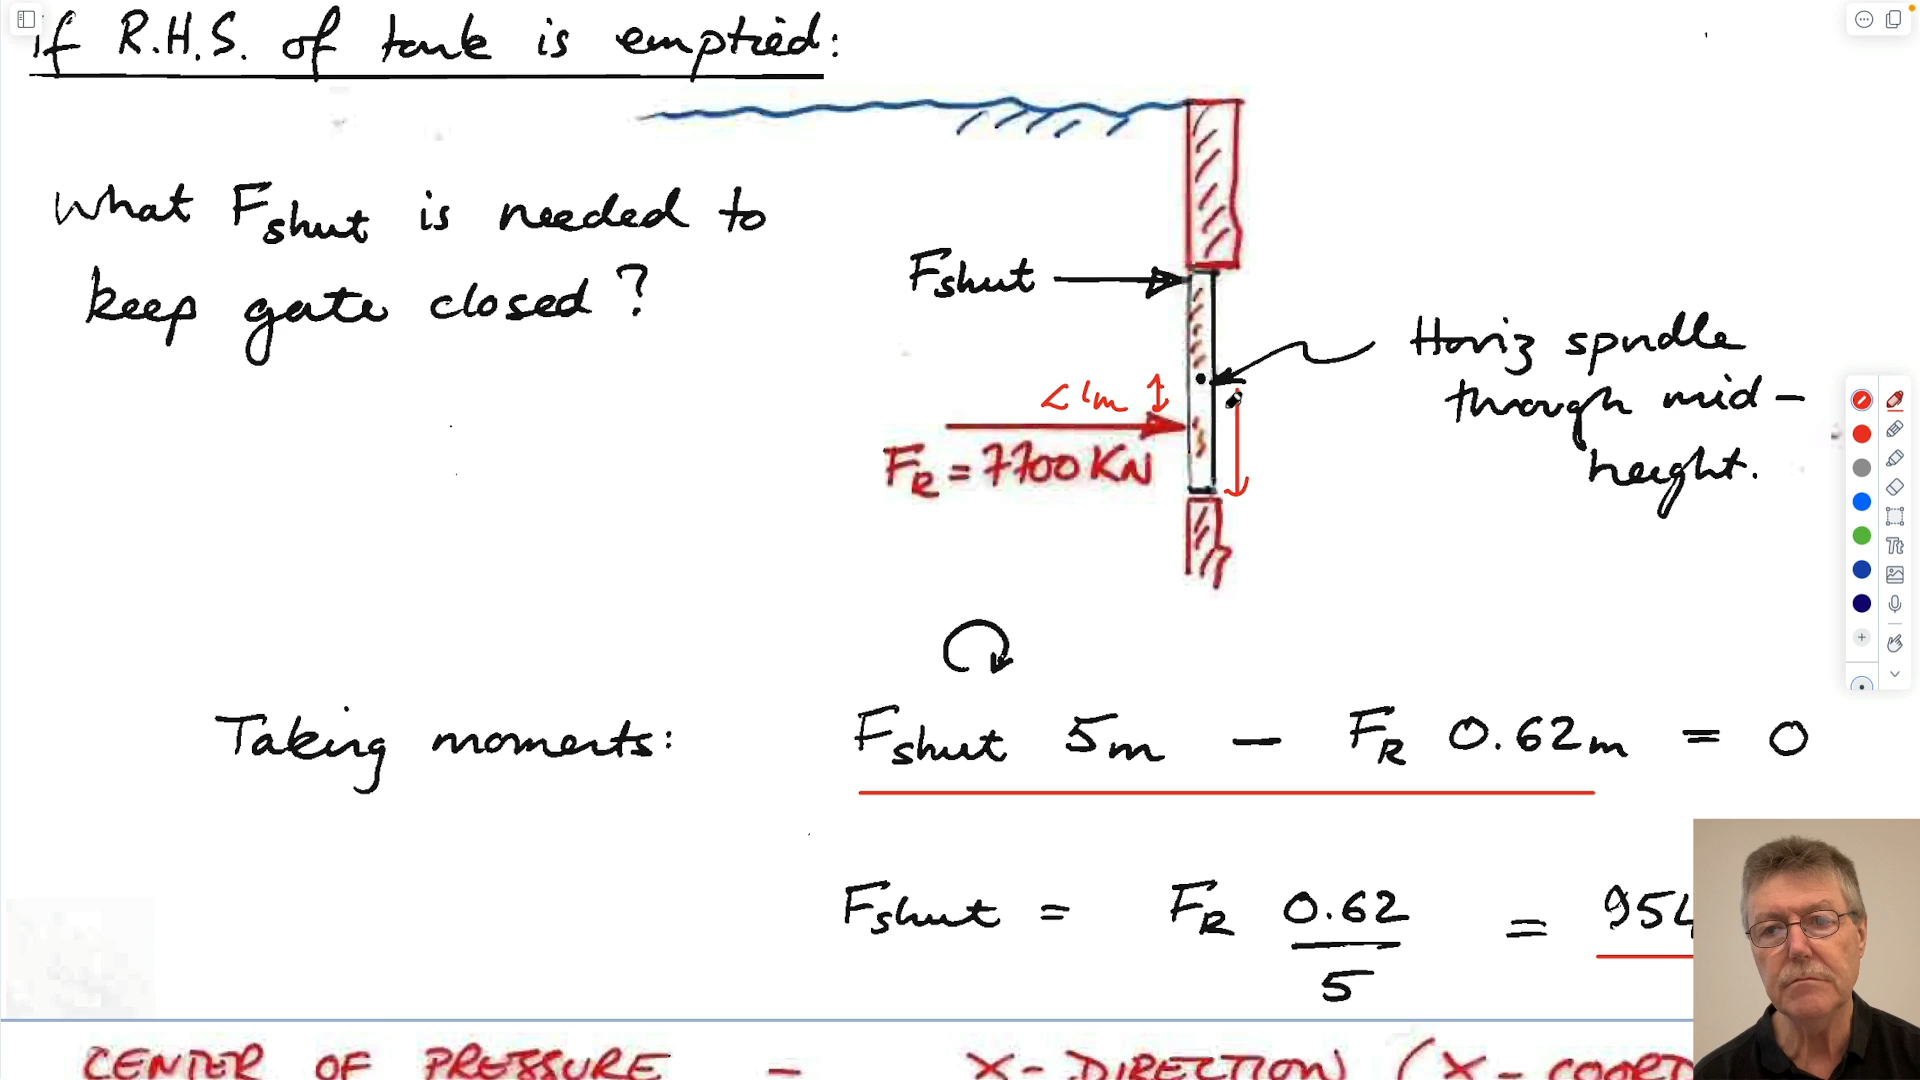 if R.H.S. of tank is emptied:
What Fshut is needed to
keep gate closed?
Fshut
Horiz spindle
through mid-
height.
< 1m
FR = 7700 KN
Taking moments: Fshut 5m - FR 0.62m = 0
Fshut = FR 0.62/5 = 954
CENTER OF PRESSURE - X-DIRECTION (X-COORD
Tt